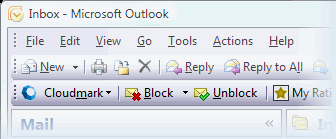 Inbox - Microsoft Outlook
File Edit View Go Tools Actions Help
New Reply Reply to All
Cloudmark Block Unblock My Rati
Mail